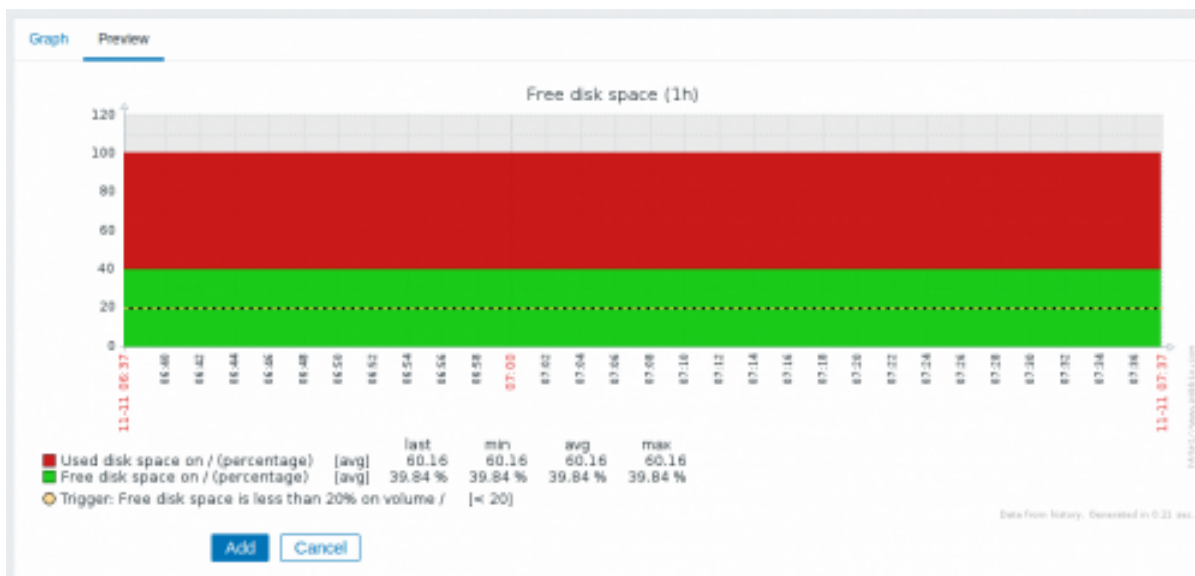 Graph Preview
Free disk space (1h)
120
100
80
60
40
20
0
11-11 06:37 06:40 06:42 06:44 06:46 06:48 06:50 06:52 06:54 06:56 06:58 07:00 07:02 07:04 07:06 07:08 07:10 07:12 07:14 07:16 07:18 07:20 07:22 07:24 07:26 07:28 07:30 07:32 07:34 07:36 11-11 07:37
last min avg max
Used disk space on / (percentage) [avg] 60.16 60.16 60.16 60.16
Free disk space on / (percentage) [avg] 39.84 % 39.84 % 39.84 % 39.84 %
Trigger: Free disk space is less than 20% on volume / [< 20]
Data from history. Generated in 0.21 sec.
Add Cancel